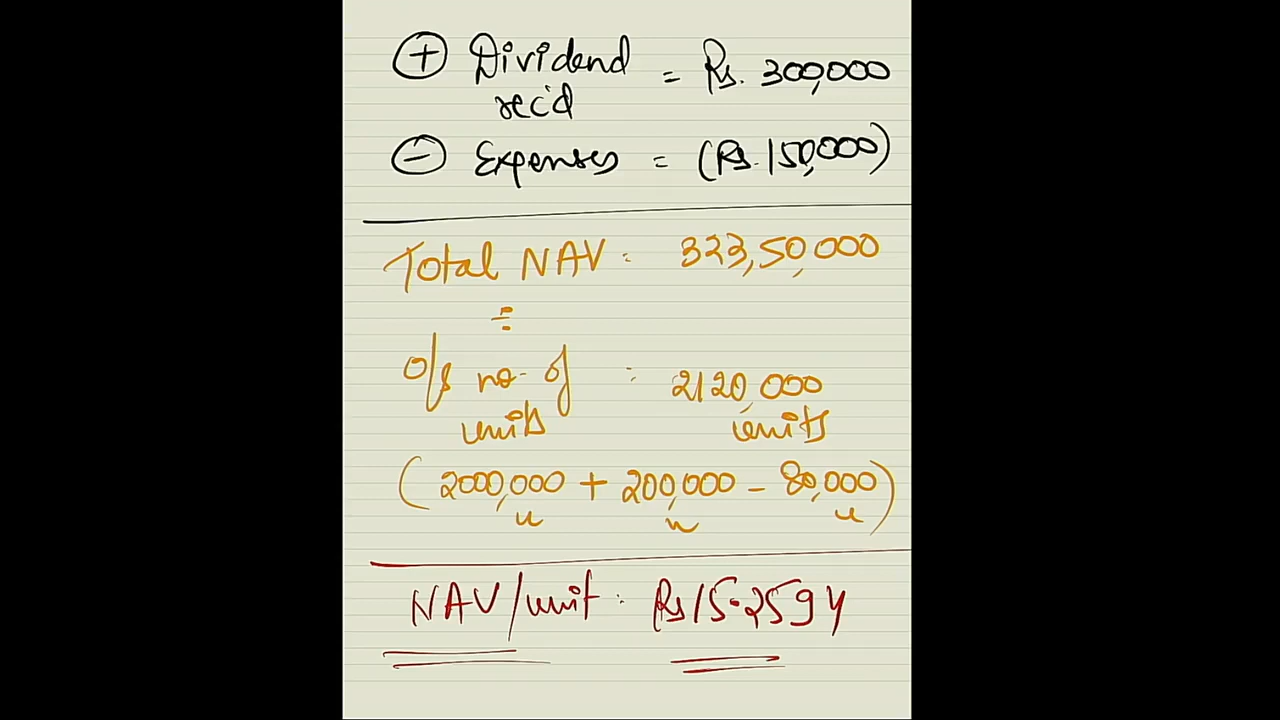 (+) Dividend = Rs. 300,000
rec'd
(-) Expenses = (Rs. 150,000)
Total NAV : 323,50,000
÷
O/s no. of : 2120,000
units units
( 2000,000 + 200,000 - 80,000 )
u u u
NAV/unit : Rs 15.2594